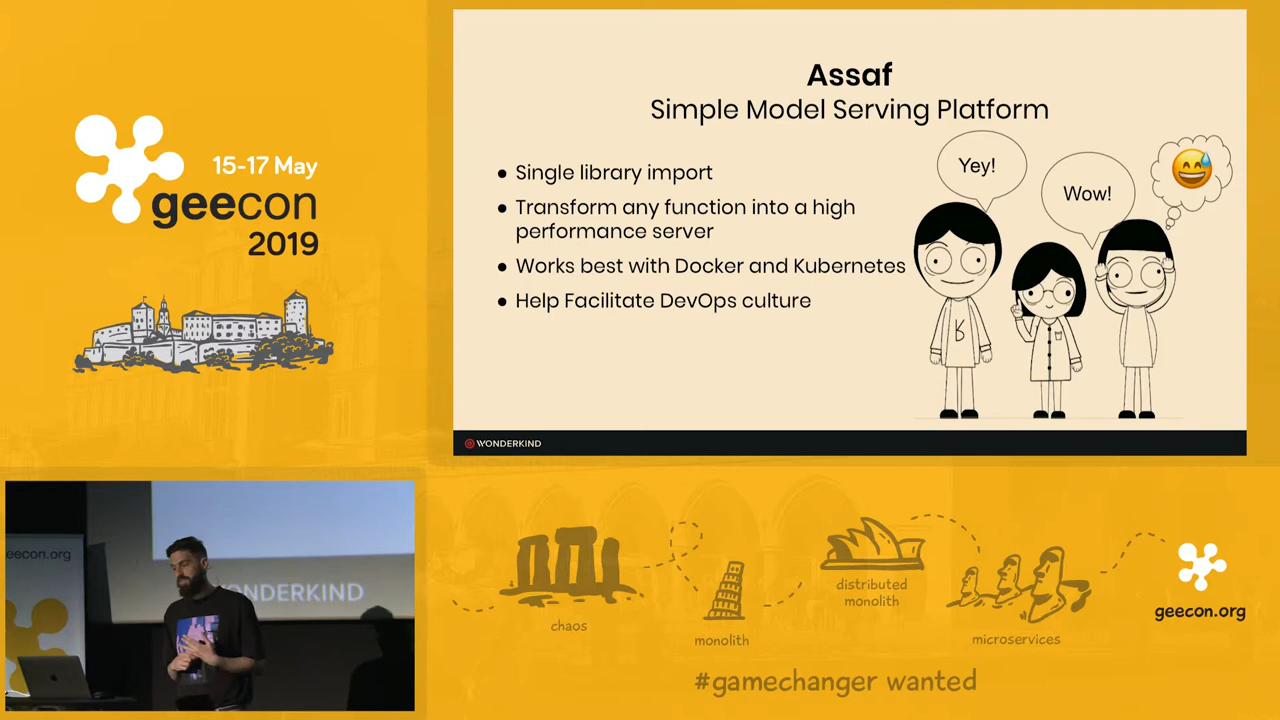 15-17 May
geecon
2019
Assaf
Simple Model Serving Platform
● Single library import
● Transform any function into a high
performance server
● Works best with Docker and Kubernetes
● Help Facilitate DevOps culture
Yey!
Wow!
WONDERKIND
eecon.org
WONDERKIND
chaos
monolith
distributed
monolith
microservices
geecon.org
#gamechanger wanted